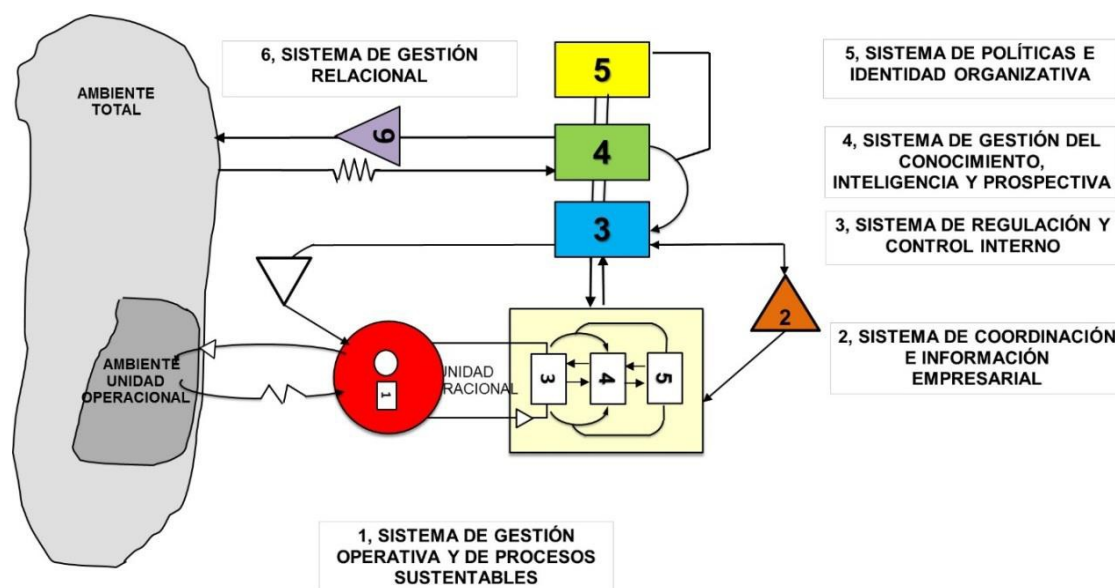 6, SISTEMA DE GESTIÓN
RELACIONAL
5
5, SISTEMA DE POLÍTICAS E
IDENTIDAD ORGANIZATIVA
AMBIENTE
TOTAL
6
4
4, SISTEMA DE GESTIÓN DEL
CONOCIMIENTO,
INTELIGENCIA Y PROSPECTIVA
3
3, SISTEMA DE REGULACIÓN Y
CONTROL INTERNO
2
2, SISTEMA DE COORDINACIÓN
E INFORMACIÓN
EMPRESARIAL
AMBIENTE
UNIDAD
OPERACIONAL
1
UNIDAD
RACIONAL
3
4
5
1, SISTEMA DE GESTIÓN
OPERATIVA Y DE PROCESOS
SUSTENTABLES